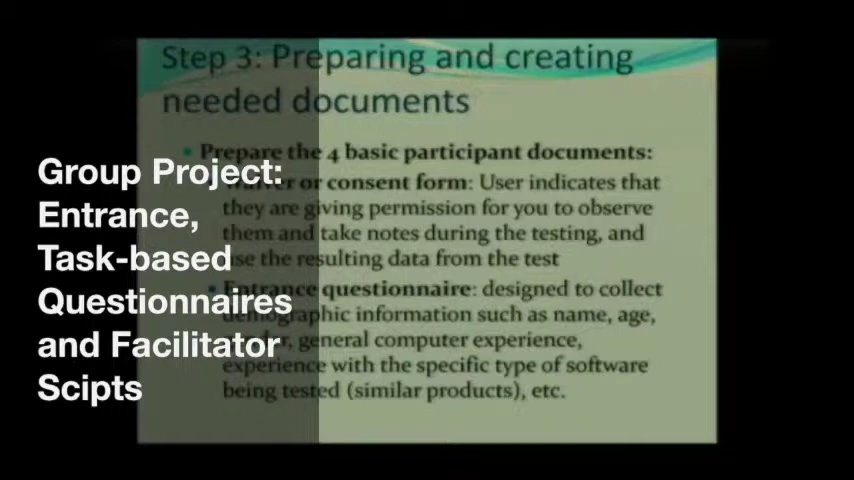 Step 3: Preparing and creating
needed documents
Prepare the 4 basic participant documents:
Waiver or consent form: User indicates that
they are giving permission for you to observe
them and take notes during the testing, and
use the resulting data from the test
Entrance questionnaire: designed to collect
demographic information such as name, age,
general computer experience,
experience with the specific type of software
being tested (similar products), etc.
Group Project:
Entrance,
Task-based
Questionnaires
and Facilitator
Scipts